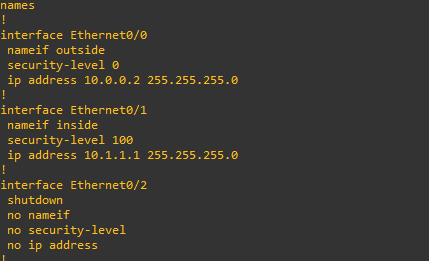 names
!
interface Ethernet0/0
 nameif outside
 security-level 0
 ip address 10.0.0.2 255.255.255.0
!
interface Ethernet0/1
 nameif inside
 security-level 100
 ip address 10.1.1.1 255.255.255.0
!
interface Ethernet0/2
 shutdown
 no nameif
 no security-level
 no ip address
!